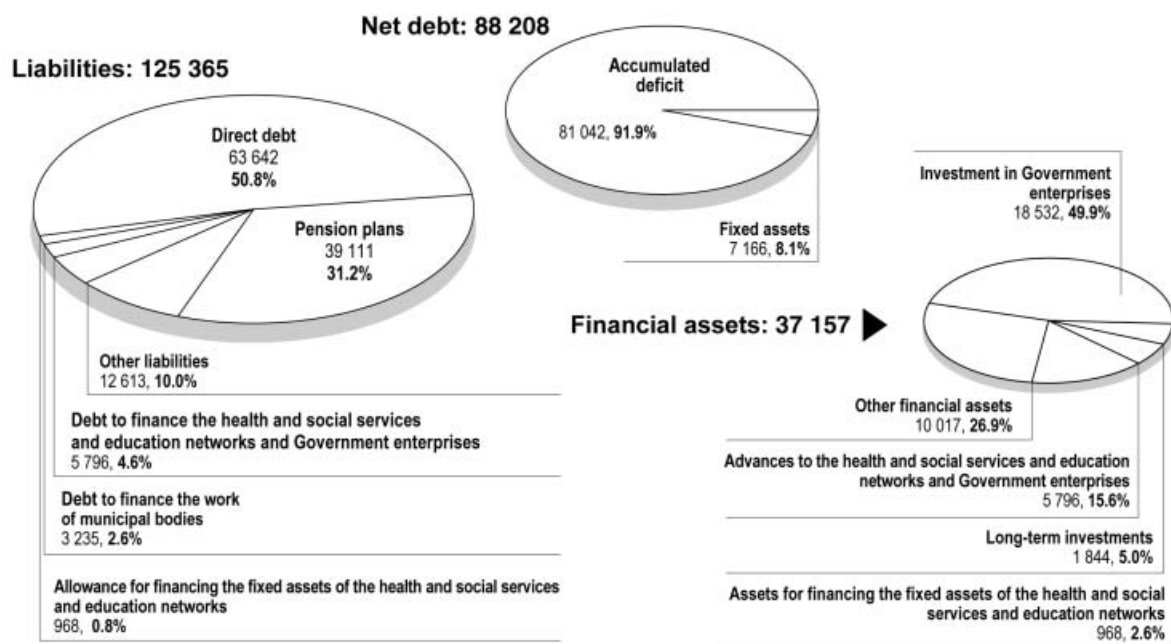 Net debt: 88 208
Liabilities: 125 365
Accumulated
deficit
81 042, 91.9%
Direct debt
63 642
50.8%
Pension plans
39 111
31.2%
Fixed assets
7 166, 8.1%
Investment in Government
enterprises
18 532, 49.9%
Financial assets: 37 157
Other liabilities
12 613, 10.0%
Debt to finance the health and social services
and education networks and Government enterprises
5 796, 4.6%
Debt to finance the work
of municipal bodies
3 235, 2.6%
Allowance for financing the fixed assets of the health and social services
and education networks
968, 0.8%
Other financial assets
10 017, 26.9%
Advances to the health and social services and education
networks and Government enterprises
5 796, 15.6%
Long-term investments
1 844, 5.0%
Assets for financing the fixed assets of the health and social
services and education networks
968, 2.6%